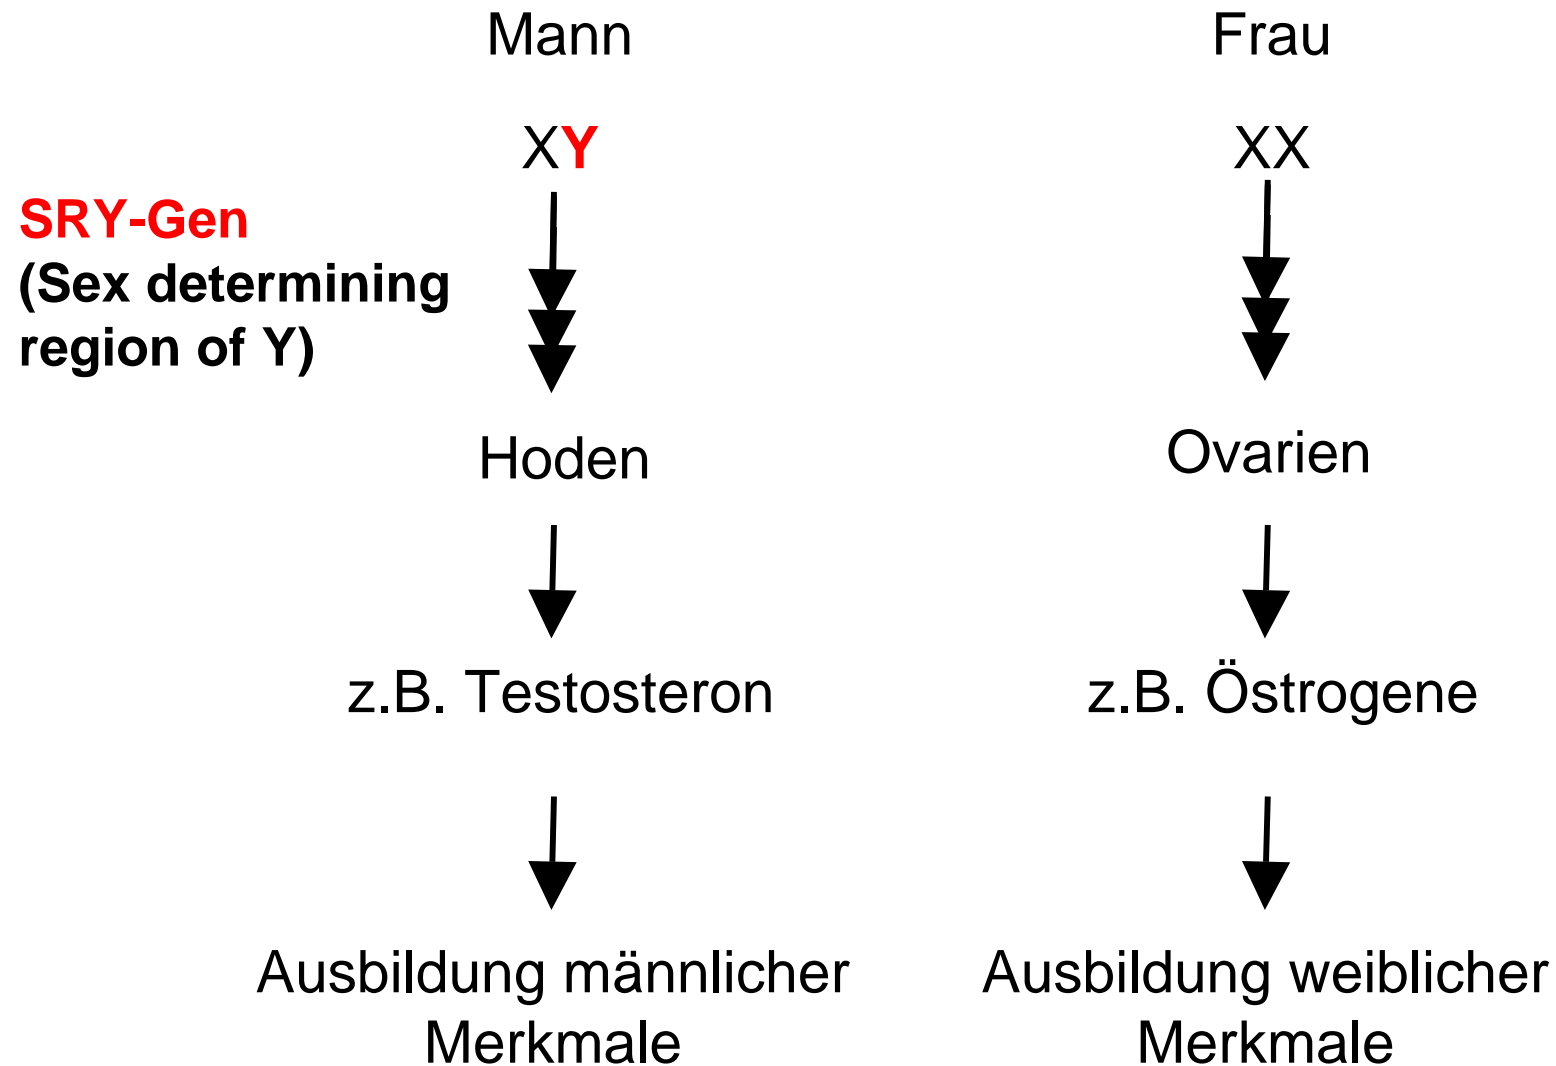 Mann
Frau
XY
XX
SRY-Gen
(Sex determining
region of Y)
Hoden
Ovarien
z.B. Testosteron
z.B. Östrogene
Ausbildung männlicher
Merkmale
Ausbildung weiblicher
Merkmale